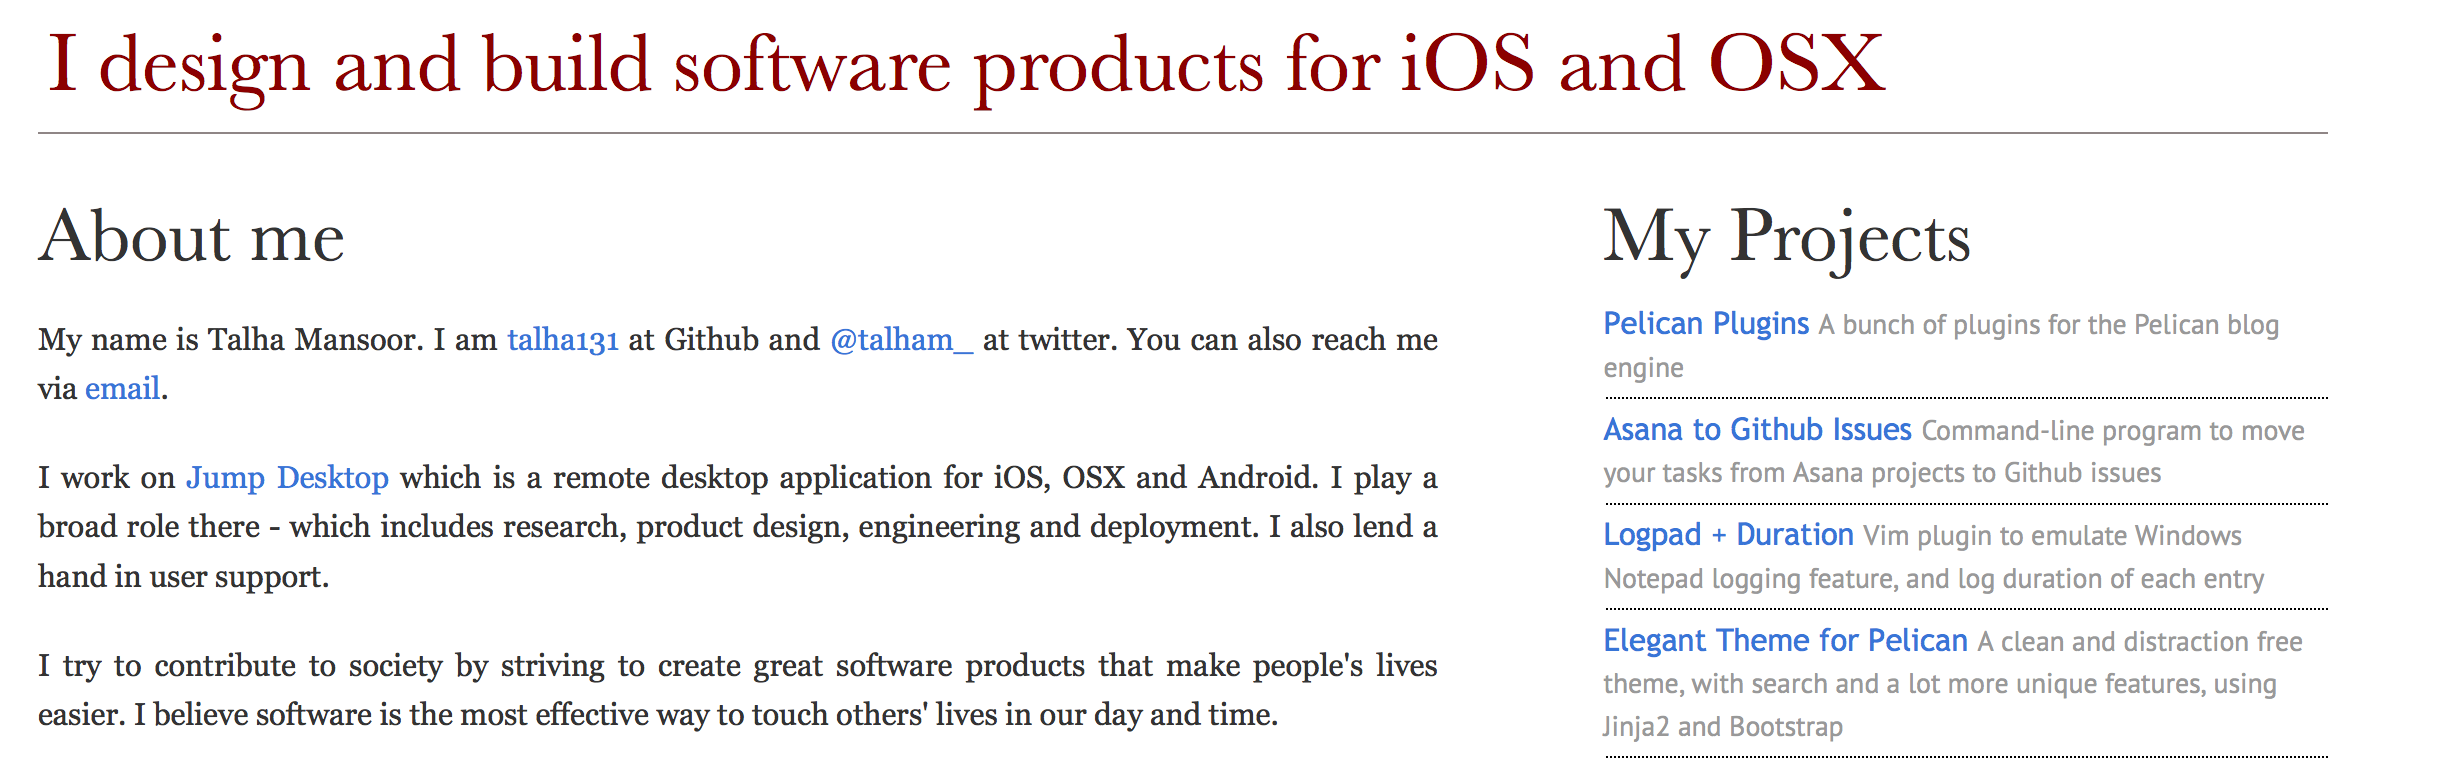 I design and build software products for iOS and OSX
About me
My name is Talha Mansoor. I am talha131 at Github and @talham_ at twitter. You can also reach me
via email.
I work on Jump Desktop which is a remote desktop application for iOS, OSX and Android. I play a
broad role there - which includes research, product design, engineering and deployment. I also lend a
hand in user support.
I try to contribute to society by striving to create great software products that make people's lives
easier. I believe software is the most effective way to touch others' lives in our day and time.
My Projects
Pelican Plugins A bunch of plugins for the Pelican blog
engine
Asana to Github Issues Command-line program to move
your tasks from Asana projects to Github issues
Logpad + Duration Vim plugin to emulate Windows
Notepad logging feature, and log duration of each entry
Elegant Theme for Pelican A clean and distraction free
theme, with search and a lot more unique features, using
Jinja2 and Bootstrap